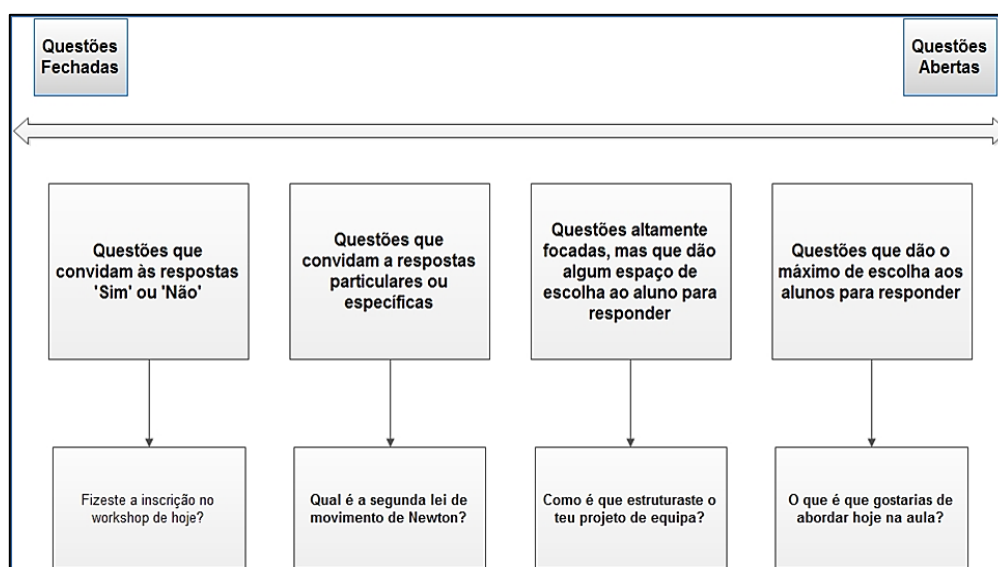 Questões
Fechadas
Questões
Abertas
Questões que
convidam às respostas
'Sim' ou 'Não'
Questões que
convidam a respostas
particulares ou
específicas
Questões altamente
focadas, mas que dão
algum espaço de
escolha ao aluno para
responder
Questões que dão o
máximo de escolha aos
alunos para responder
Fizeste a inscrição no
workshop de hoje?
Qual é a segunda lei de
movimento de Newton?
Como é que estruturaste o
teu projeto de equipa?
O que é que gostarias de
abordar hoje na aula?